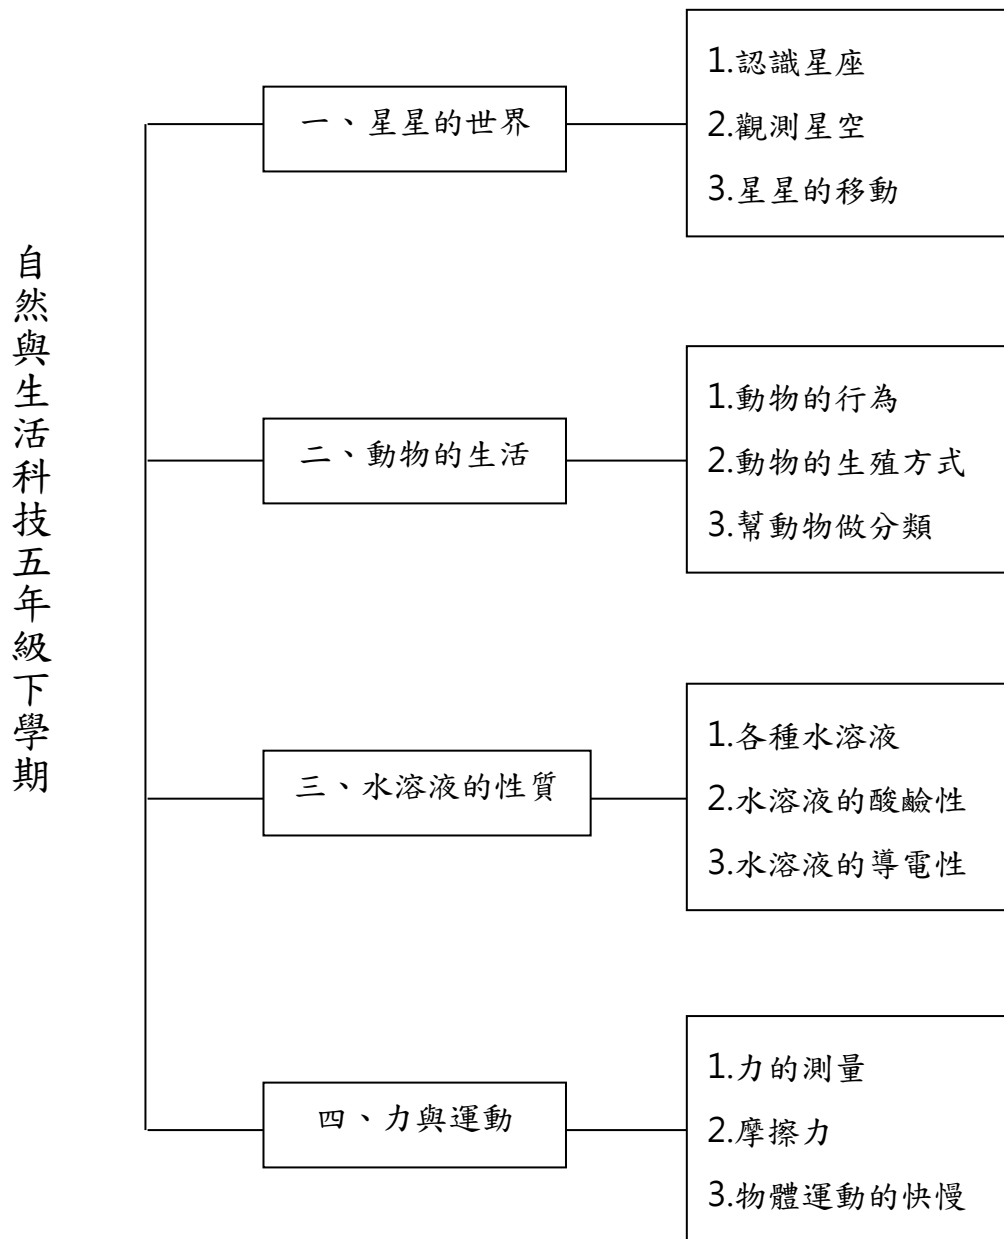 自然與生活科技五年級下學期
一、星星的世界
1.認識星座
2.觀測星空
3.星星的移動
二、動物的生活
1.動物的行為
2.動物的生殖方式
3.幫動物做分類
三、水溶液的性質
1.各種水溶液
2.水溶液的酸鹼性
3.水溶液的導電性
四、力與運動
1.力的測量
2.摩擦力
3.物體運動的快慢